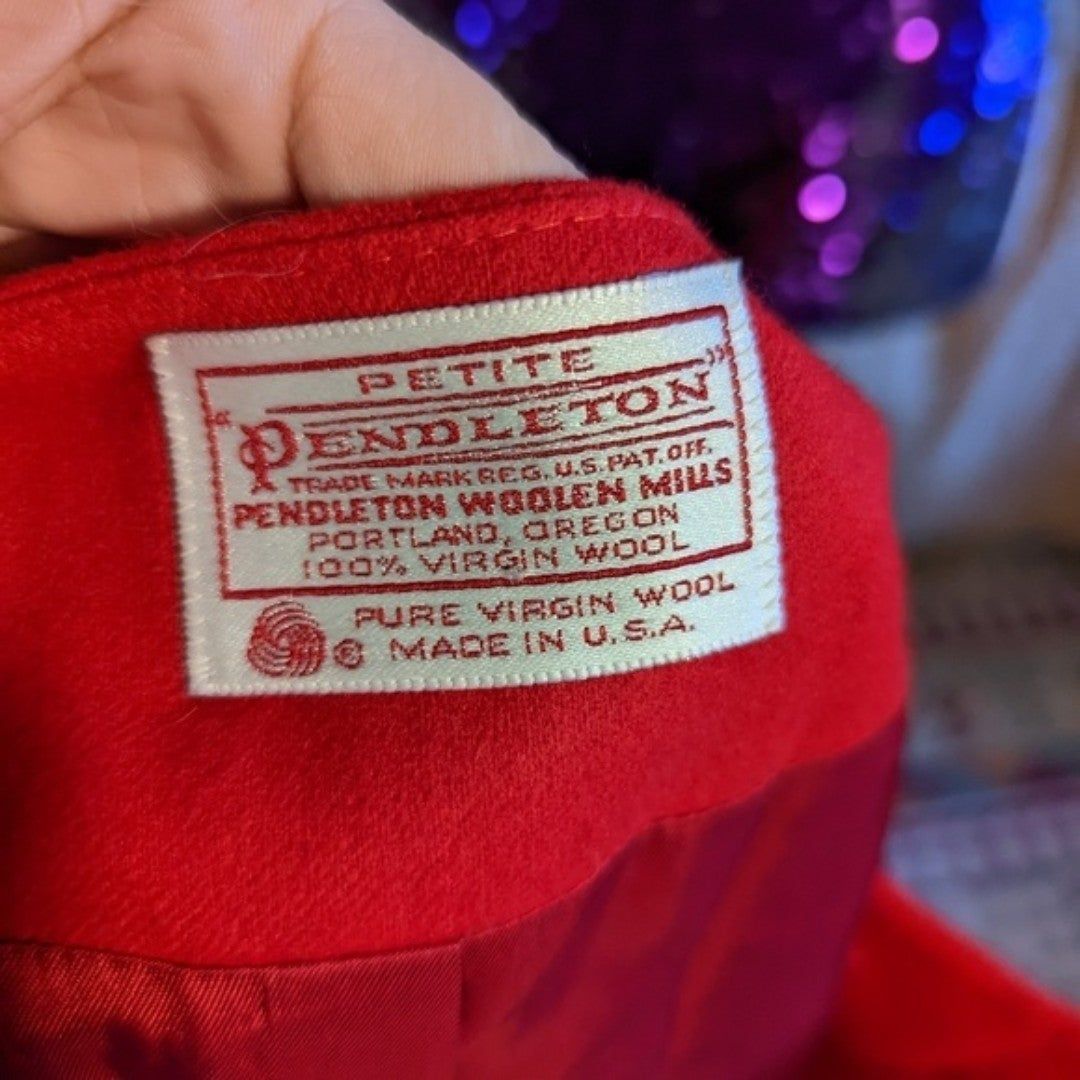 PETITE
"PENDLETON"
TRADE MARK REG. U.S. PAT. OFF.
PENDLETON WOOLEN MILLS
PORTLAND, OREGON
100% VIRGIN WOOL
PURE VIRGIN WOOL
© MADE IN U.S.A.